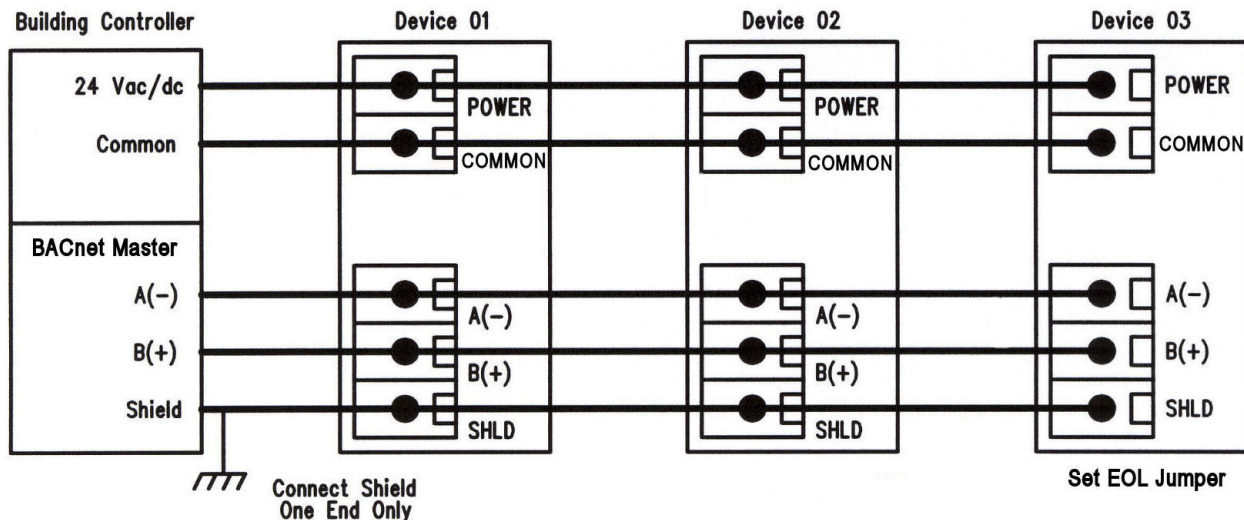 Building Controller
Device 01
Device 02
Device 03
24 Vac/dc
POWER
POWER
POWER
Common
COMMON
COMMON
COMMON
BACnet Master
A(-)
A(-)
A(-)
A(-)
B(+)
B(+)
B(+)
B(+)
Shield
SHLD
SHLD
SHLD
Connect Shield
One End Only
Set EOL Jumper